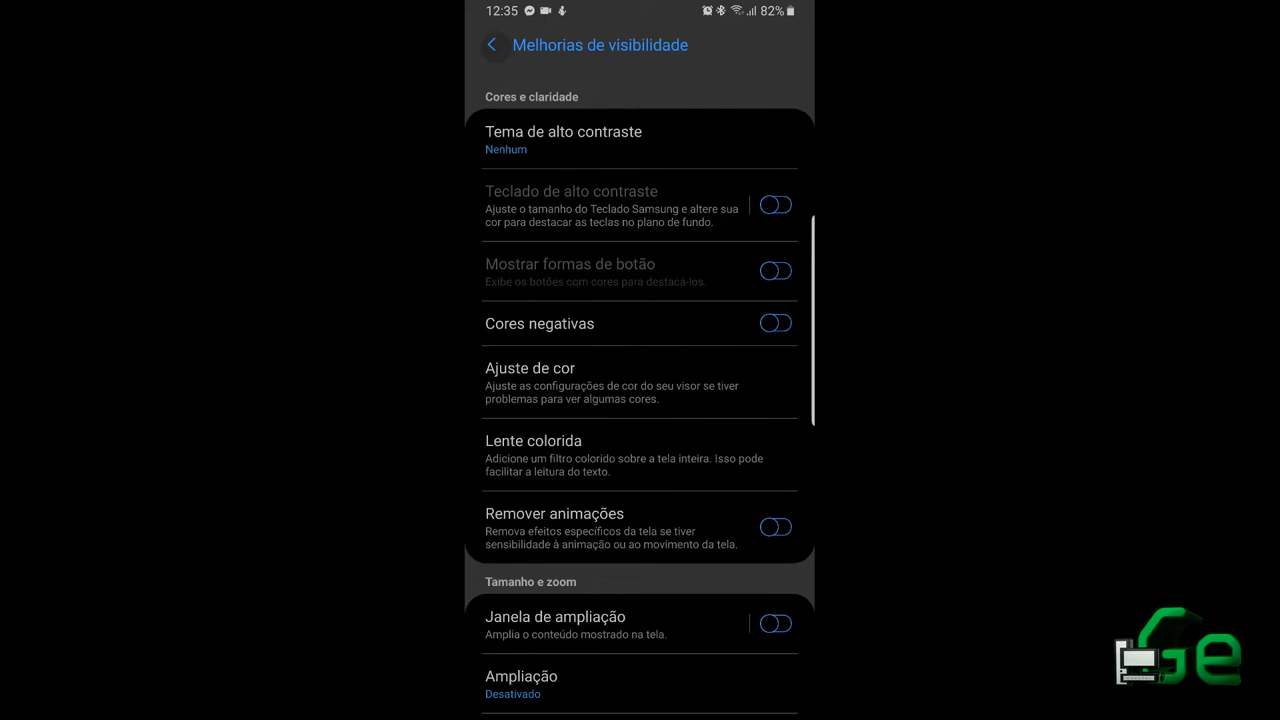 12:35
82%
Melhorias de visibilidade
Cores e claridade
Tema de alto contraste
Nenhum
Teclado de alto contraste
Ajuste o tamanho do Teclado Samsung e altere sua
cor para destacar as teclas no plano de fundo.
Mostrar formas de botão
Exibe os botões com cores para destacá-los.
Cores negativas
Ajuste de cor
Ajuste as configurações de cor do seu visor se tiver
problemas para ver algumas cores.
Lente colorida
Adicione um filtro colorido sobre a tela inteira. Isso pode
facilitar a leitura do texto.
Remover animações
Remova efeitos específicos da tela se tiver
sensibilidade à animação ou ao movimento da tela.
Tamanho e zoom
Janela de ampliação
Amplia o conteúdo mostrado na tela.
Ampliação
Desativado
Ge